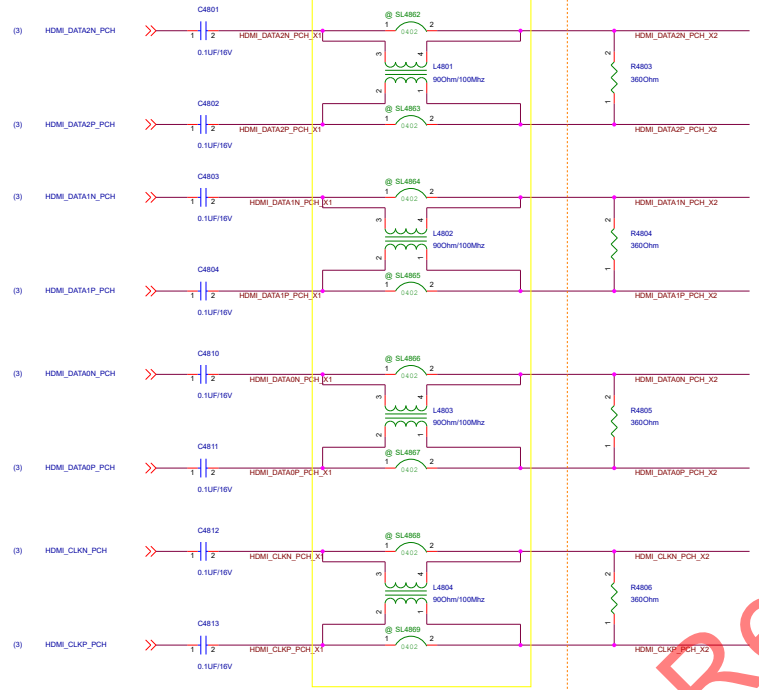 C4801
@ SL4862
(3) HDMI_DATA2N_PCH 1 2 HDMI_DATA2N_PCH_X1 1 2 HDMI_DATA2N_PCH_X2
0402
0.1UF/16V
3 4 L4801 2 R4803
90Ohm/100Mhz 360Ohm
2 1 1
C4802
@ SL4863
(3) HDMI_DATA2P_PCH 1 2 HDMI_DATA2P_PCH_X1 1 2 HDMI_DATA2P_PCH_X2
0402
0.1UF/16V
C4803
@ SL4864
(3) HDMI_DATA1N_PCH 1 2 HDMI_DATA1N_PCH_X1 1 2 HDMI_DATA1N_PCH_X2
0402
0.1UF/16V
3 4 L4802 2 R4804
90Ohm/100Mhz 360Ohm
2 1 1
C4804
@ SL4865
(3) HDMI_DATA1P_PCH 1 2 HDMI_DATA1P_PCH_X1 1 2 HDMI_DATA1P_PCH_X2
0402
0.1UF/16V
C4810
@ SL4866
(3) HDMI_DATA0N_PCH 1 2 HDMI_DATA0N_PCH_X1 1 2 HDMI_DATA0N_PCH_X2
0402
0.1UF/16V
3 4 L4803 2 R4805
90Ohm/100Mhz 360Ohm
2 1 1
C4811
@ SL4867
(3) HDMI_DATA0P_PCH 1 2 HDMI_DATA0P_PCH_X1 1 2 HDMI_DATA0P_PCH_X2
0402
0.1UF/16V
C4812
@ SL4868
(3) HDMI_CLKN_PCH 1 2 HDMI_CLKN_PCH_X1 1 2 HDMI_CLKN_PCH_X2
0402
0.1UF/16V
3 4 L4804 2 R4806
90Ohm/100Mhz 360Ohm
2 1 1
C4813
@ SL4869
(3) HDMI_CLKP_PCH 1 2 HDMI_CLKP_PCH_X1 1 2 HDMI_CLKP_PCH_X2
0402
0.1UF/16V